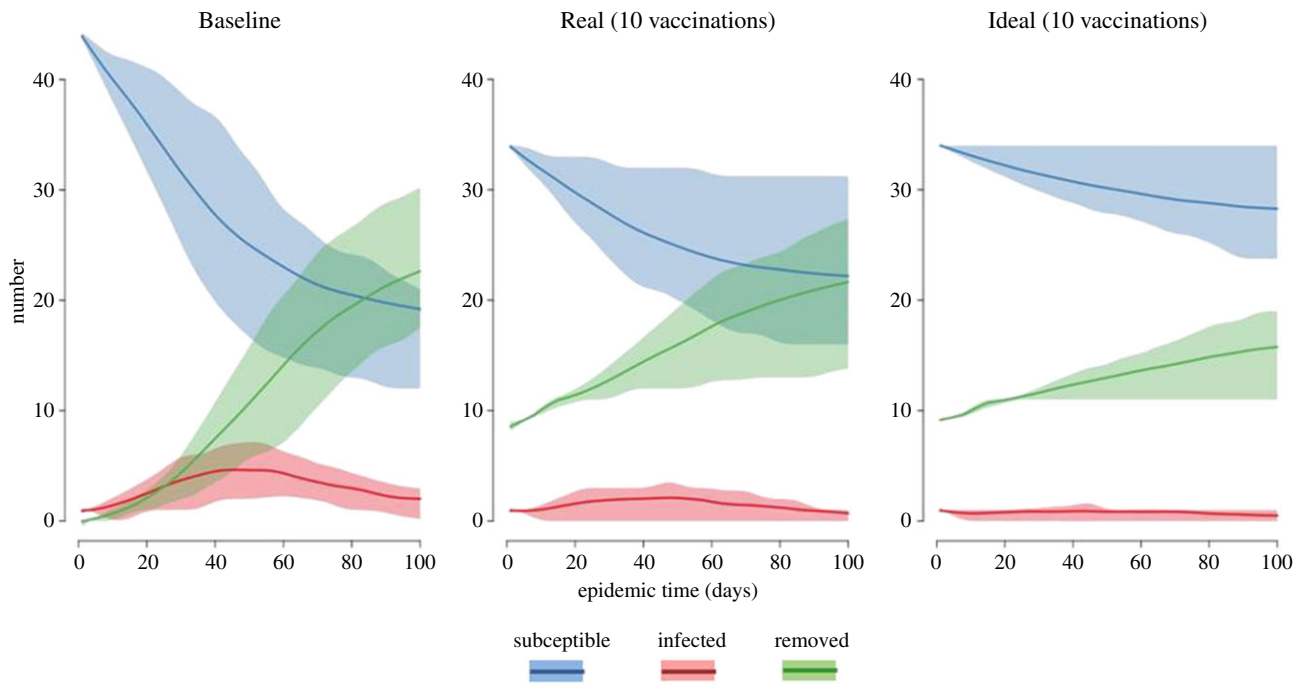 Baseline
Real (10 vaccinations)
Ideal (10 vaccinations)
number
40
30
20
10
0
0 20 40 60 80 100
40
30
20
10
0
0 20 40 60 80 100
40
30
20
10
0
0 20 40 60 80 100
epidemic time (days)
subceptible infected removed